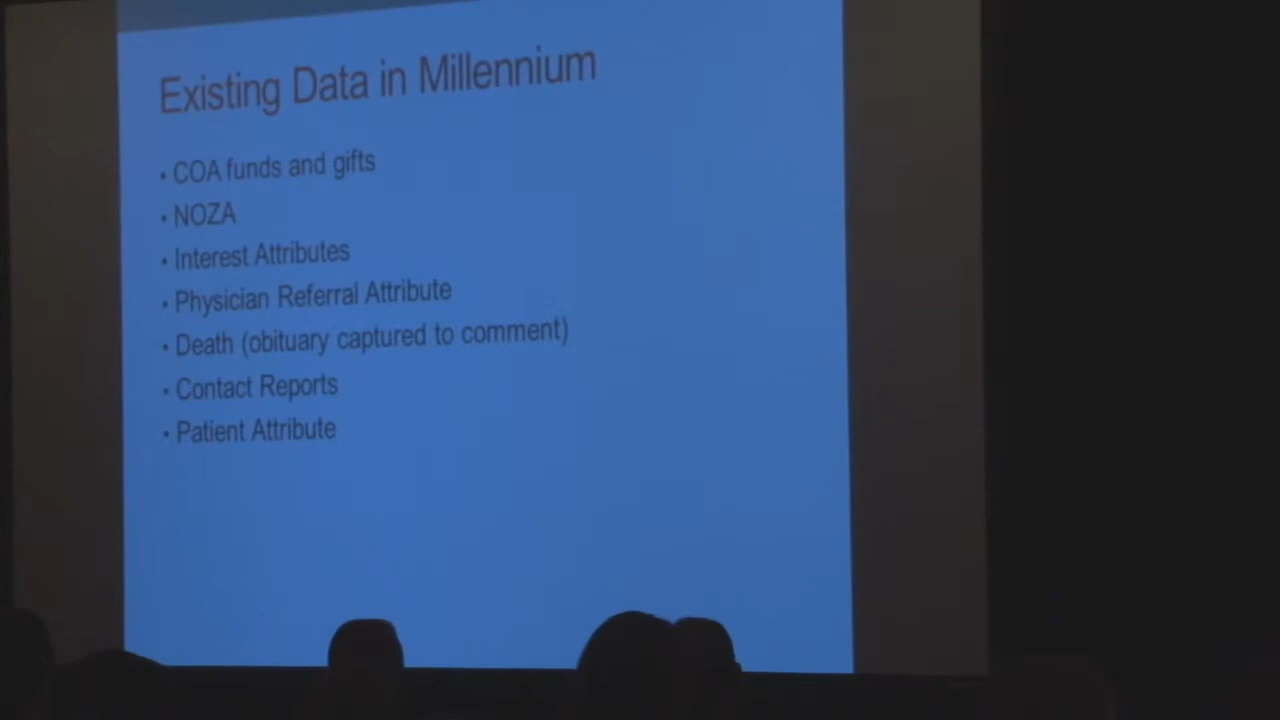 Existing Data in Millennium
• COA funds and gifts
• NOZA
• Interest Attributes
• Physician Referral Attribute
• Death (obituary captured to comment)
• Contact Reports
• Patient Attribute